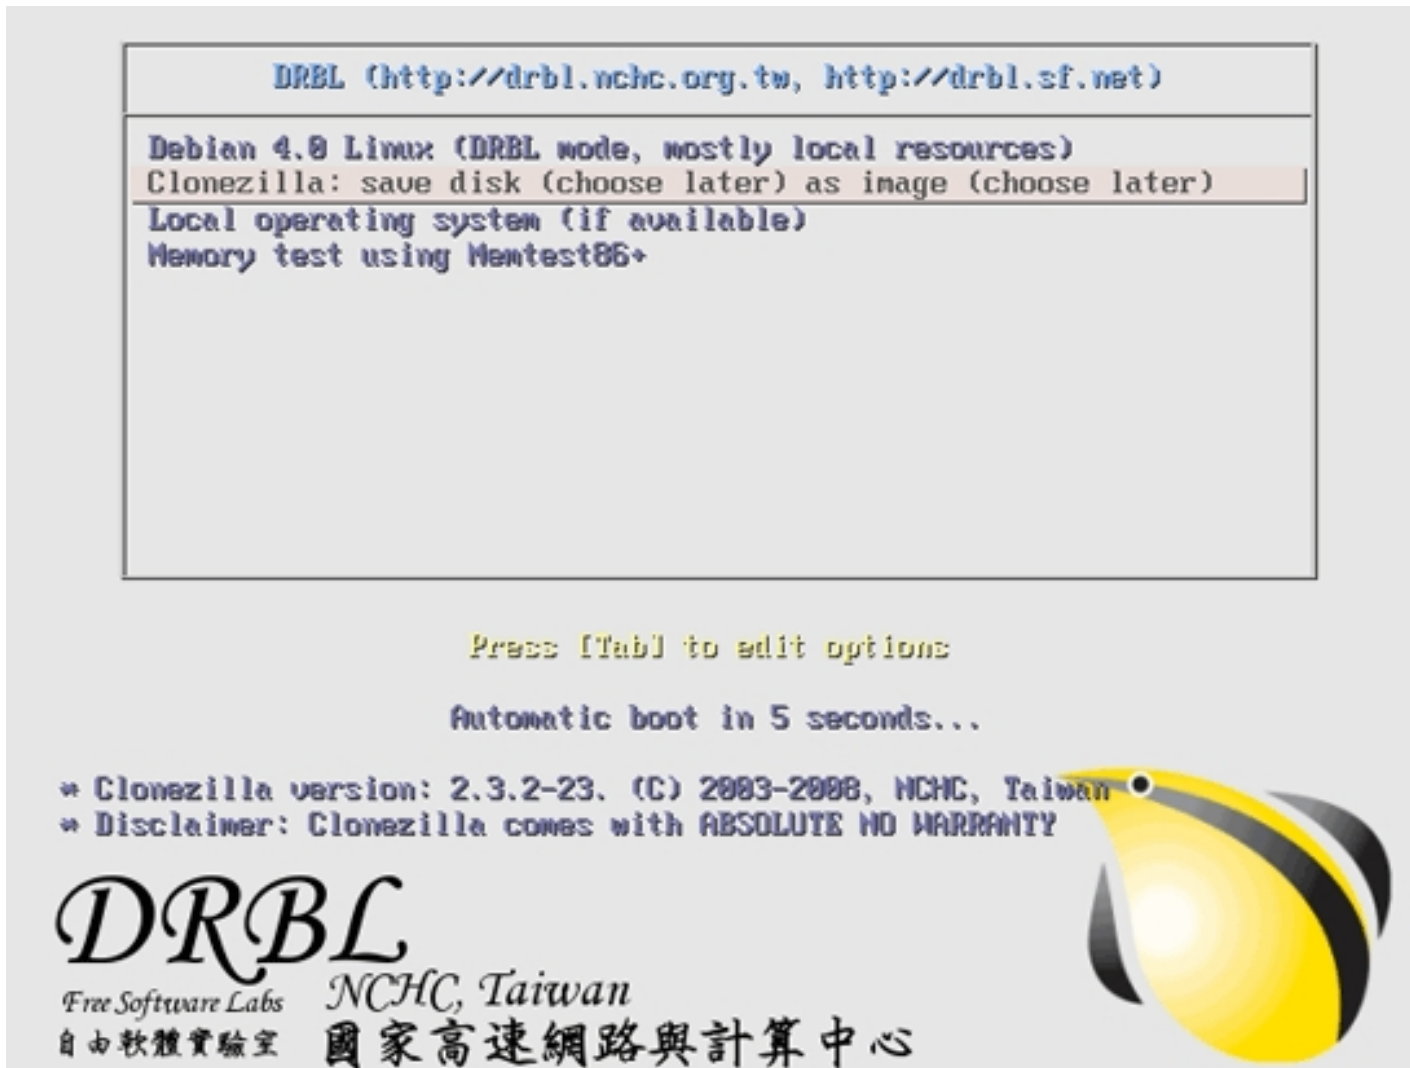 DRBL (http://drbl.nchc.org.tw, http://drbl.sf.net)
Debian 4.0 Linux (DRBL mode, mostly local resources)
Clonezilla: save disk (choose later) as image (choose later)
Local operating system (if available)
Memory test using Memtest86+
Press [Tab] to edit options
Automatic boot in 5 seconds...
* Clonezilla version: 2.3.2-23. (C) 2003-2008, NCHC, Taiwan
* Disclaimer: Clonezilla comes with ABSOLUTE NO WARRANTY
DRBL
Free Software Labs
NCHC, Taiwan
自由軟體實驗室
國家高速網路與計算中心